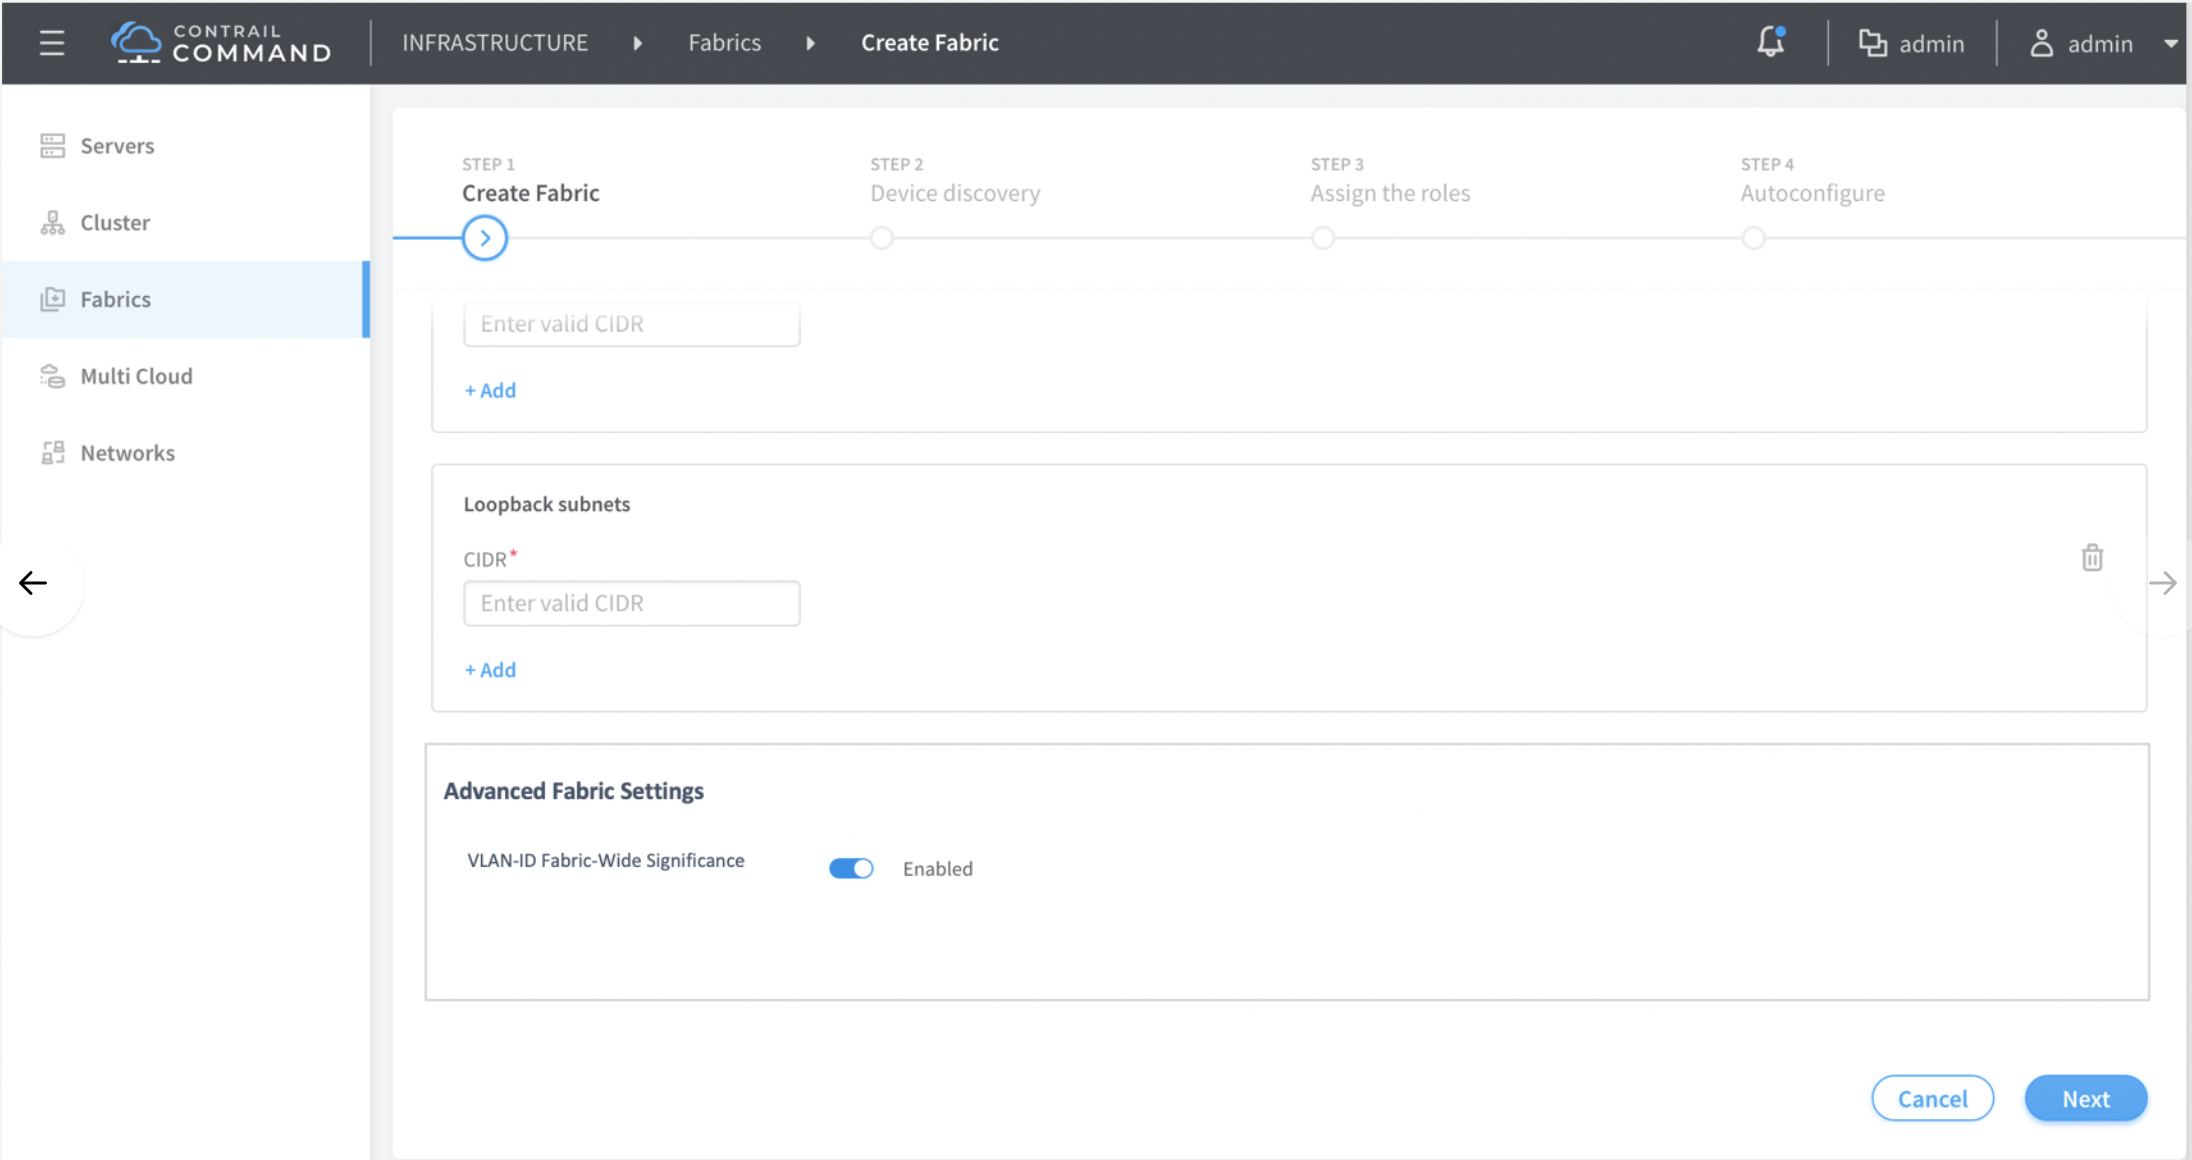 CONTRAIL
COMMAND
INFRASTRUCTURE
Fabrics
Create Fabric
admin
admin
Servers
Cluster
Fabrics
Multi Cloud
Networks
STEP 1
Create Fabric
STEP 2
Device discovery
STEP 3
Assign the roles
STEP 4
Autoconfigure
Enter valid CIDR
+ Add
Loopback subnets
CIDR*
Enter valid CIDR
+ Add
Advanced Fabric Settings
VLAN-ID Fabric-Wide Significance
Enabled
Cancel
Next